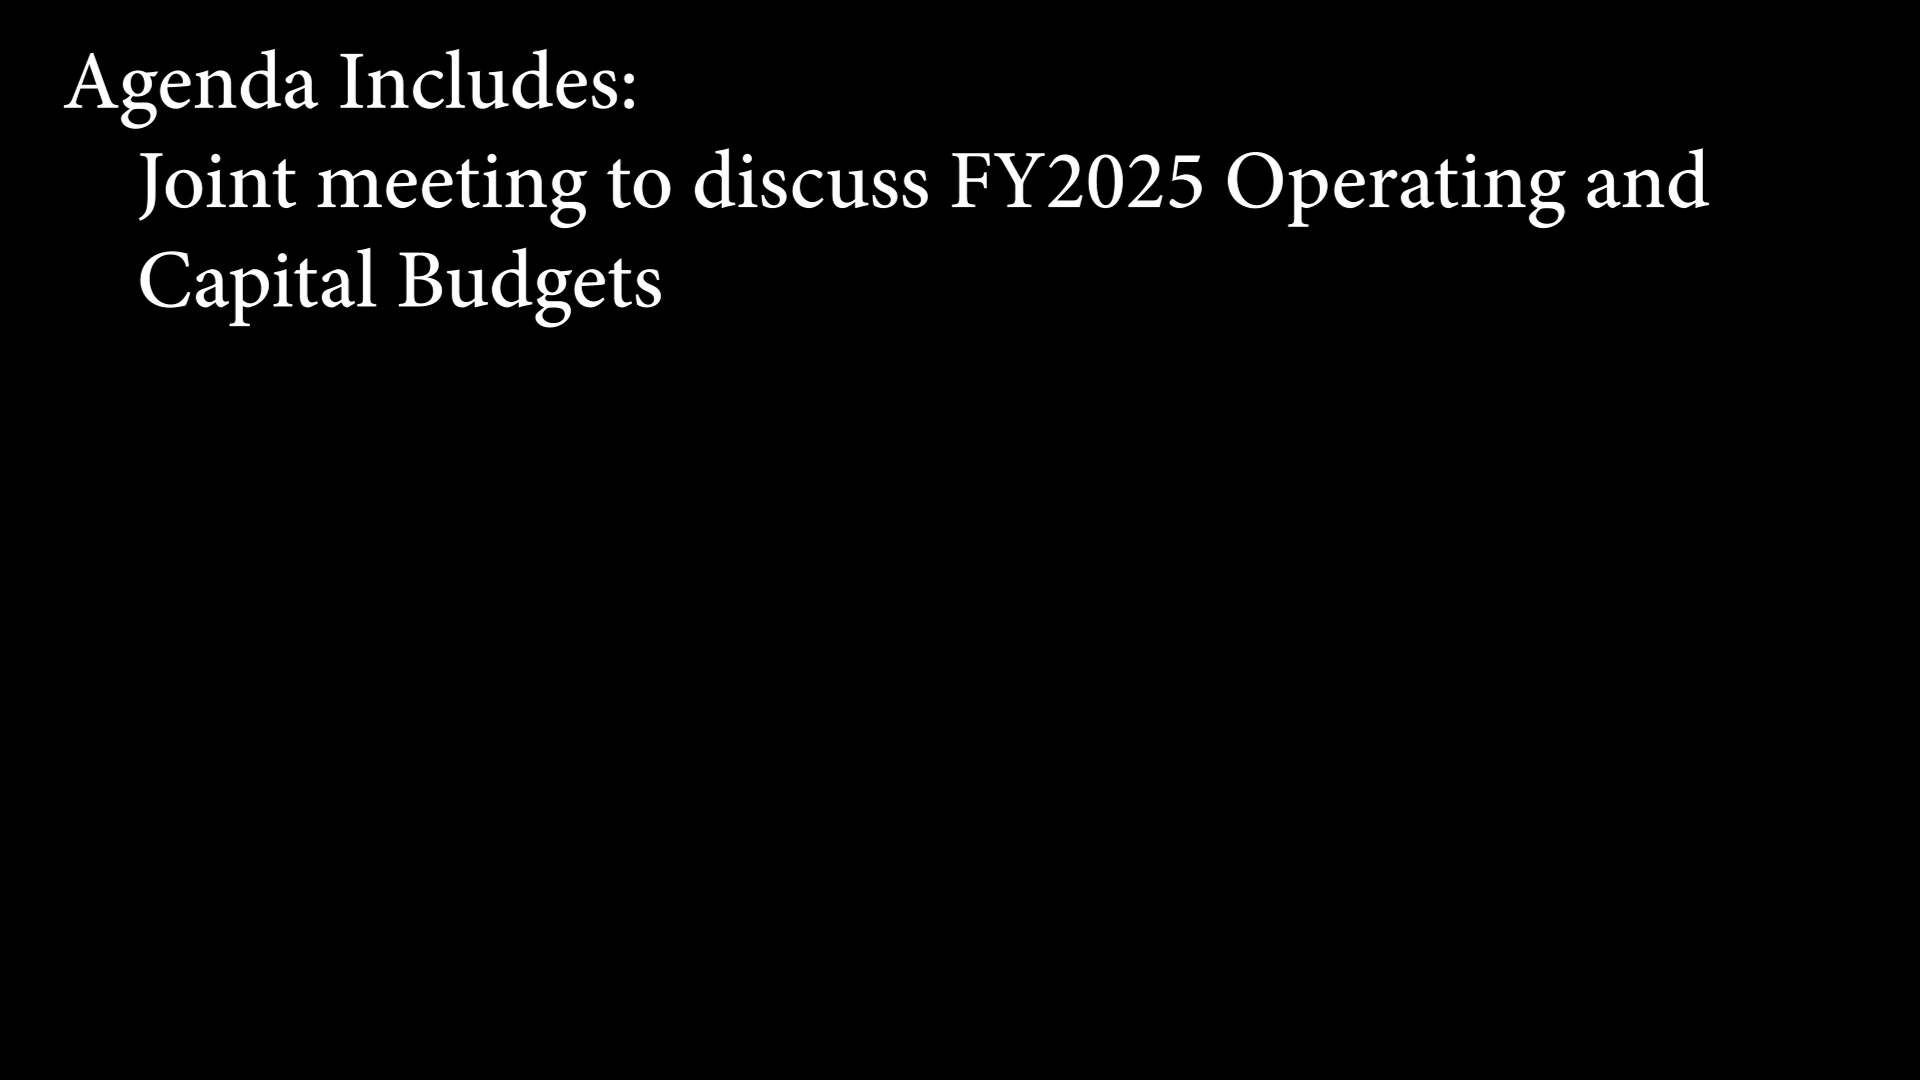 Agenda Includes:
Joint meeting to discuss FY2025 Operating and
Capital Budgets